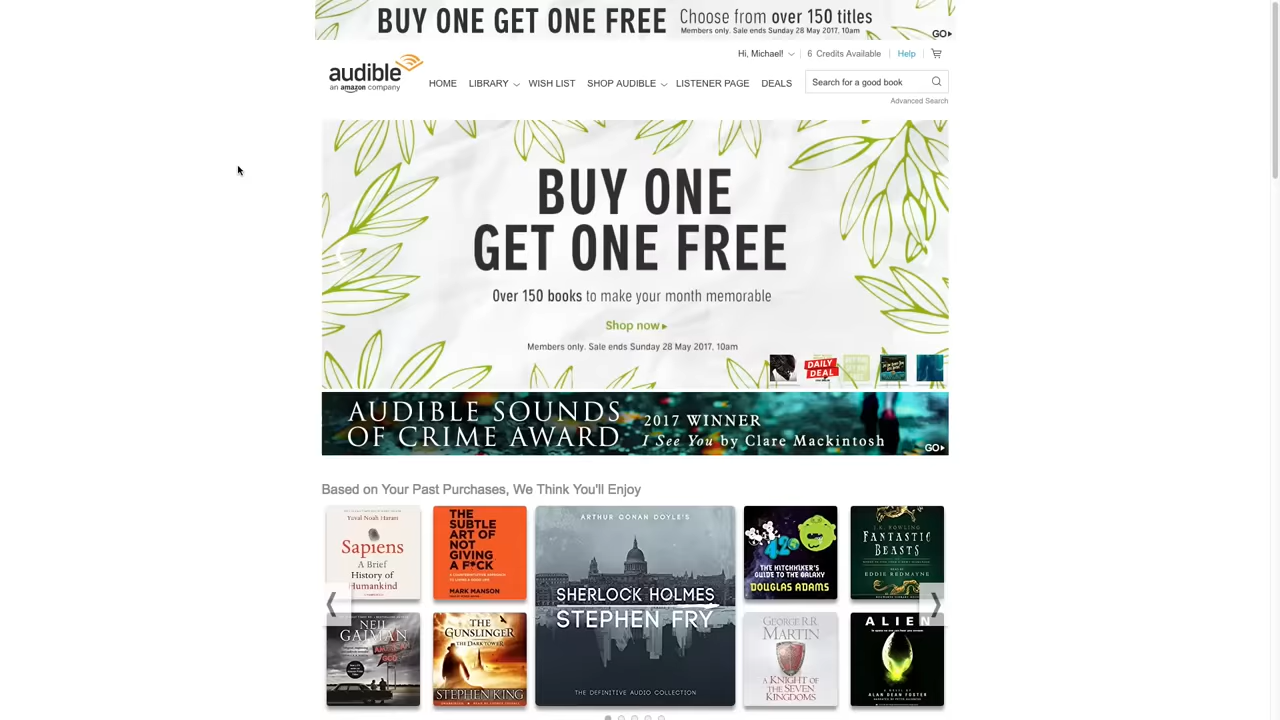 BUY ONE GET ONE FREE Choose from over 150 titles
Members only. Sale ends Sunday 28 May 2017. 10am
GO
Hi, Michael! 6 Credits Available Help
audible
an amazon company
HOME LIBRARY WISH LIST SHOP AUDIBLE LISTENER PAGE DEALS
Search for a good book
Advanced Search
BUY ONE
GET ONE FREE
Over 150 books to make your month memorable
Shop now
Members only. Sale ends Sunday 28 May 2017. 10am
DAILY
DEAL
AUDIBLE SOUNDS
OF CRIME AWARD
2017 WINNER
I See You by Clare Mackintosh
GO
Based on Your Past Purchases, We Think You'll Enjoy
Yuval Noah Harari
Sapiens
A Brief
History of
Humankind
THE
SUBTLE
ART OF
NOT
GIVING
A F*CK
MARK MANSON
ARTHUR CONAN DOYLE'S
SHERLOCK HOLMES
STEPHEN FRY
THE DEFINITIVE AUDIO COLLECTION
42
THE HITCHHIKER'S
GUIDE TO THE GALAXY
DOUGLAS ADAMS
J.K. ROWLING
FANTASTIC
BEASTS
EDDIE REDMAYNE
NEIL
GAIMAN
AMERICAN
GODS
THE
GUNSLINGER
THE DARK TOWER
STEPHEN KING
GEORGE R.R.
MARTIN
A KNIGHT OF
THE SEVEN
KINGDOMS
ALIEN
A NOVEL BY
ALAN DEAN FOSTER